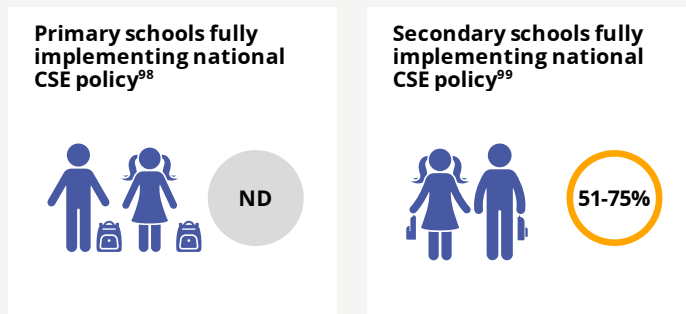 Primary schools fully
implementing national
CSE policy98
ND
Secondary schools fully
implementing national
CSE policy99
51-75%